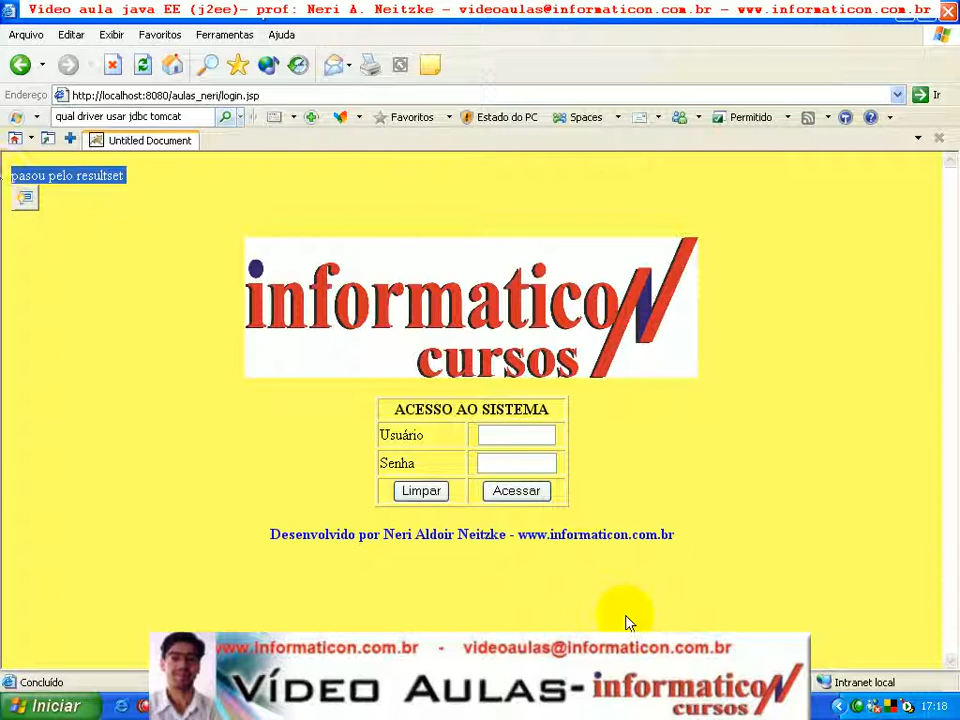 Vídeo aula java EE (j2ee)– prof: Neri A. Neitzke – videoaulas@informaticon.com.br – www.informaticon.com.br
Arquivo Editar Exibir Favoritos Ferramentas Ajuda
Endereço http://localhost:8080/aulas_neri/login.jsp Ir
qual driver usar jdbc tomcat Favoritos Estado do PC Spaces Permitido
Untitled Document
pasou pelo resultset
informaticon
cursos
ACESSO AO SISTEMA
Usuário
Senha
Limpar Acessar
Desenvolvido por Neri Aldoir Neitzke - www.informaticon.com.br
www.informaticon.com.br - videoaulas@informaticon.com.br
VÍDEO AULAS- informaticon
cursos
Concluído Intranet local
Iniciar 17:18